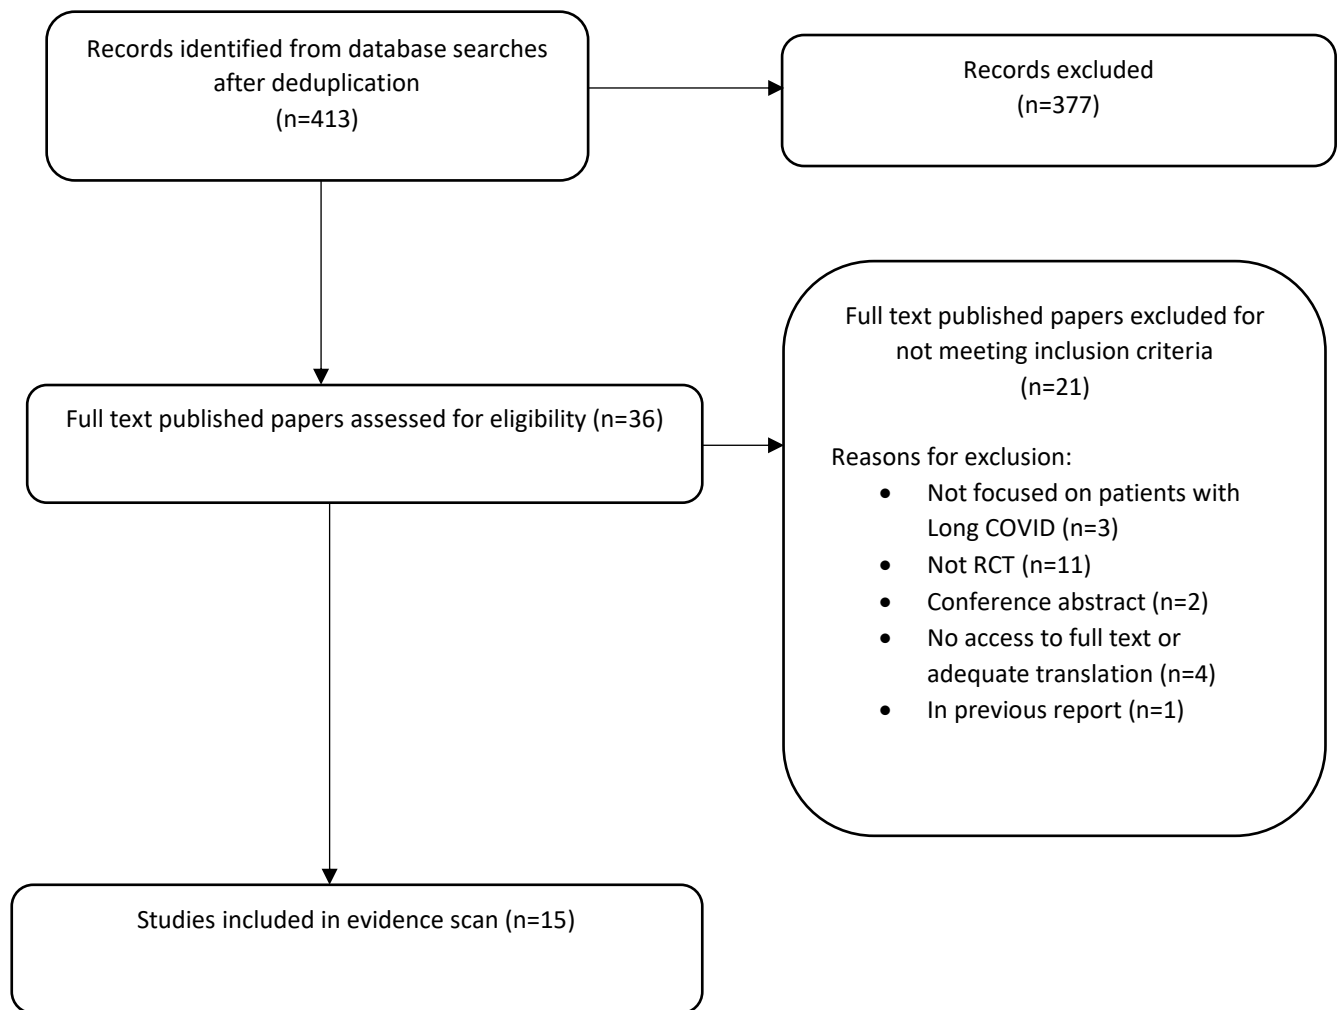 Records identified from database searches
after deduplication
(n=413)
Records excluded
(n=377)
Full text published papers assessed for eligibility (n=36)
Full text published papers excluded for
not meeting inclusion criteria
(n=21)
Reasons for exclusion:
• Not focused on patients with
Long COVID (n=3)
• Not RCT (n=11)
• Conference abstract (n=2)
• No access to full text or
adequate translation (n=4)
• In previous report (n=1)
Studies included in evidence scan (n=15)